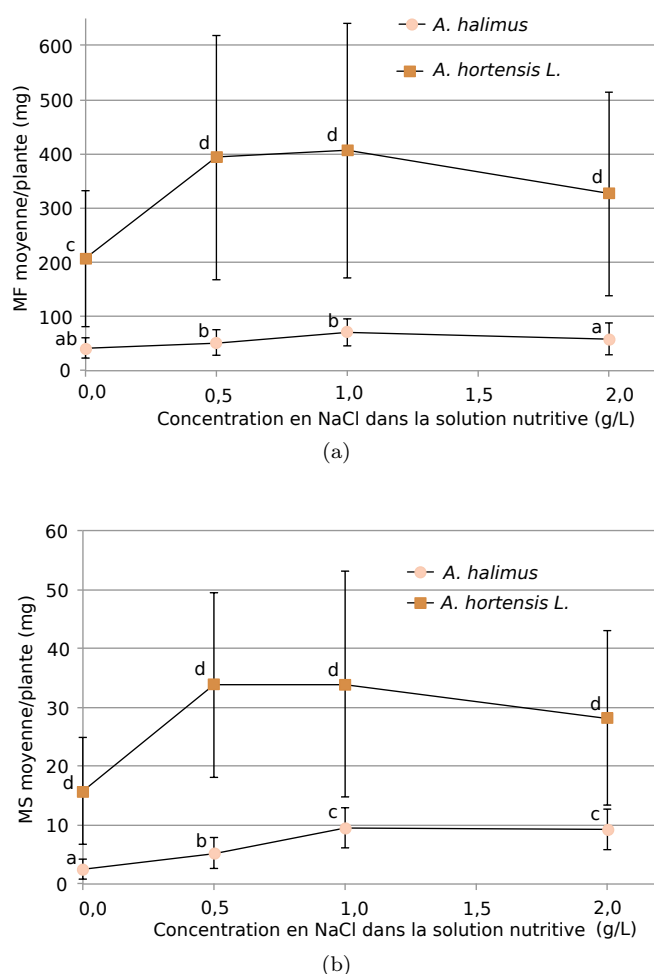 A. halimus
A. hortensis L.
MF moyenne/plante (mg)
600
500
400
300
200
100
0
c
d
d
d
ab
b
b
a
0,0
0,5
1,0
1,5
2,0
Concentration en NaCl dans la solution nutritive (g/L)
(a)
A. halimus
A. hortensis L.
MS moyenne/plante (mg)
60
50
40
30
20
10
0
d
d
d
d
a
b
c
c
0,0
0,5
1,0
1,5
2,0
Concentration en NaCl dans la solution nutritive (g/L)
(b)